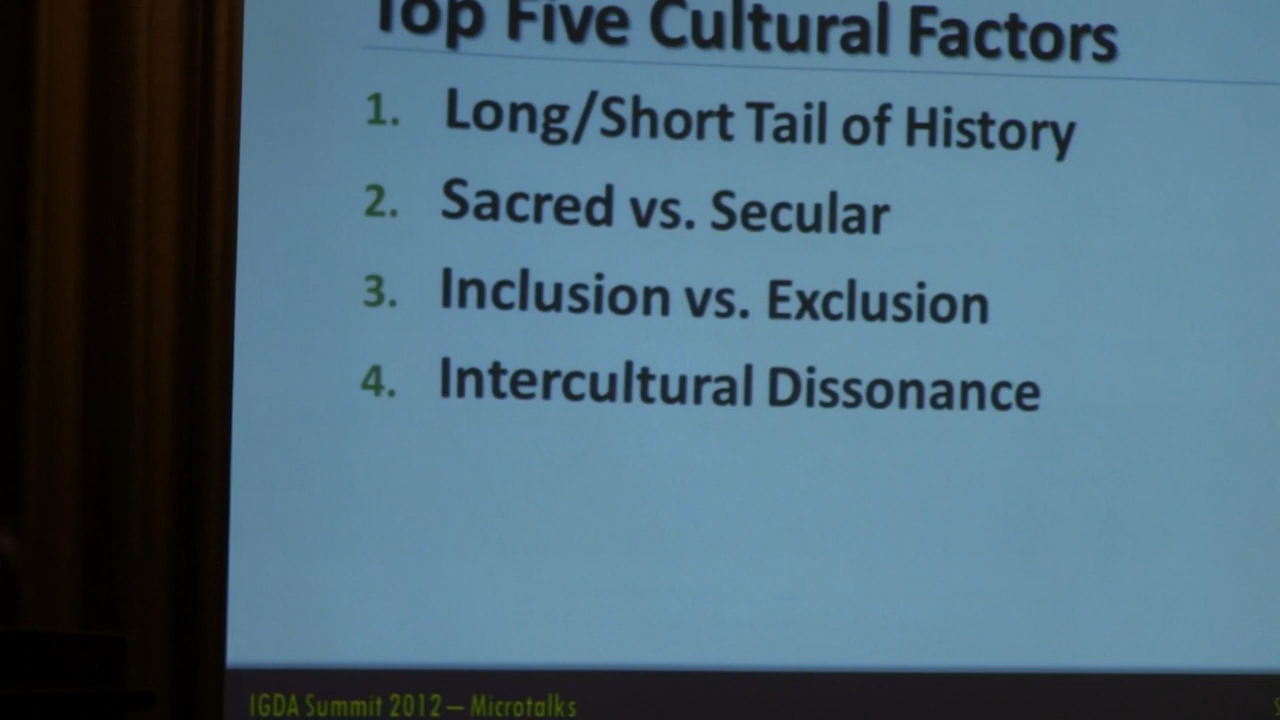 Top Five Cultural Factors
1. Long/Short Tail of History
2. Sacred vs. Secular
3. Inclusion vs. Exclusion
4. Intercultural Dissonance
IGDA Summit 2012 – Microtalks